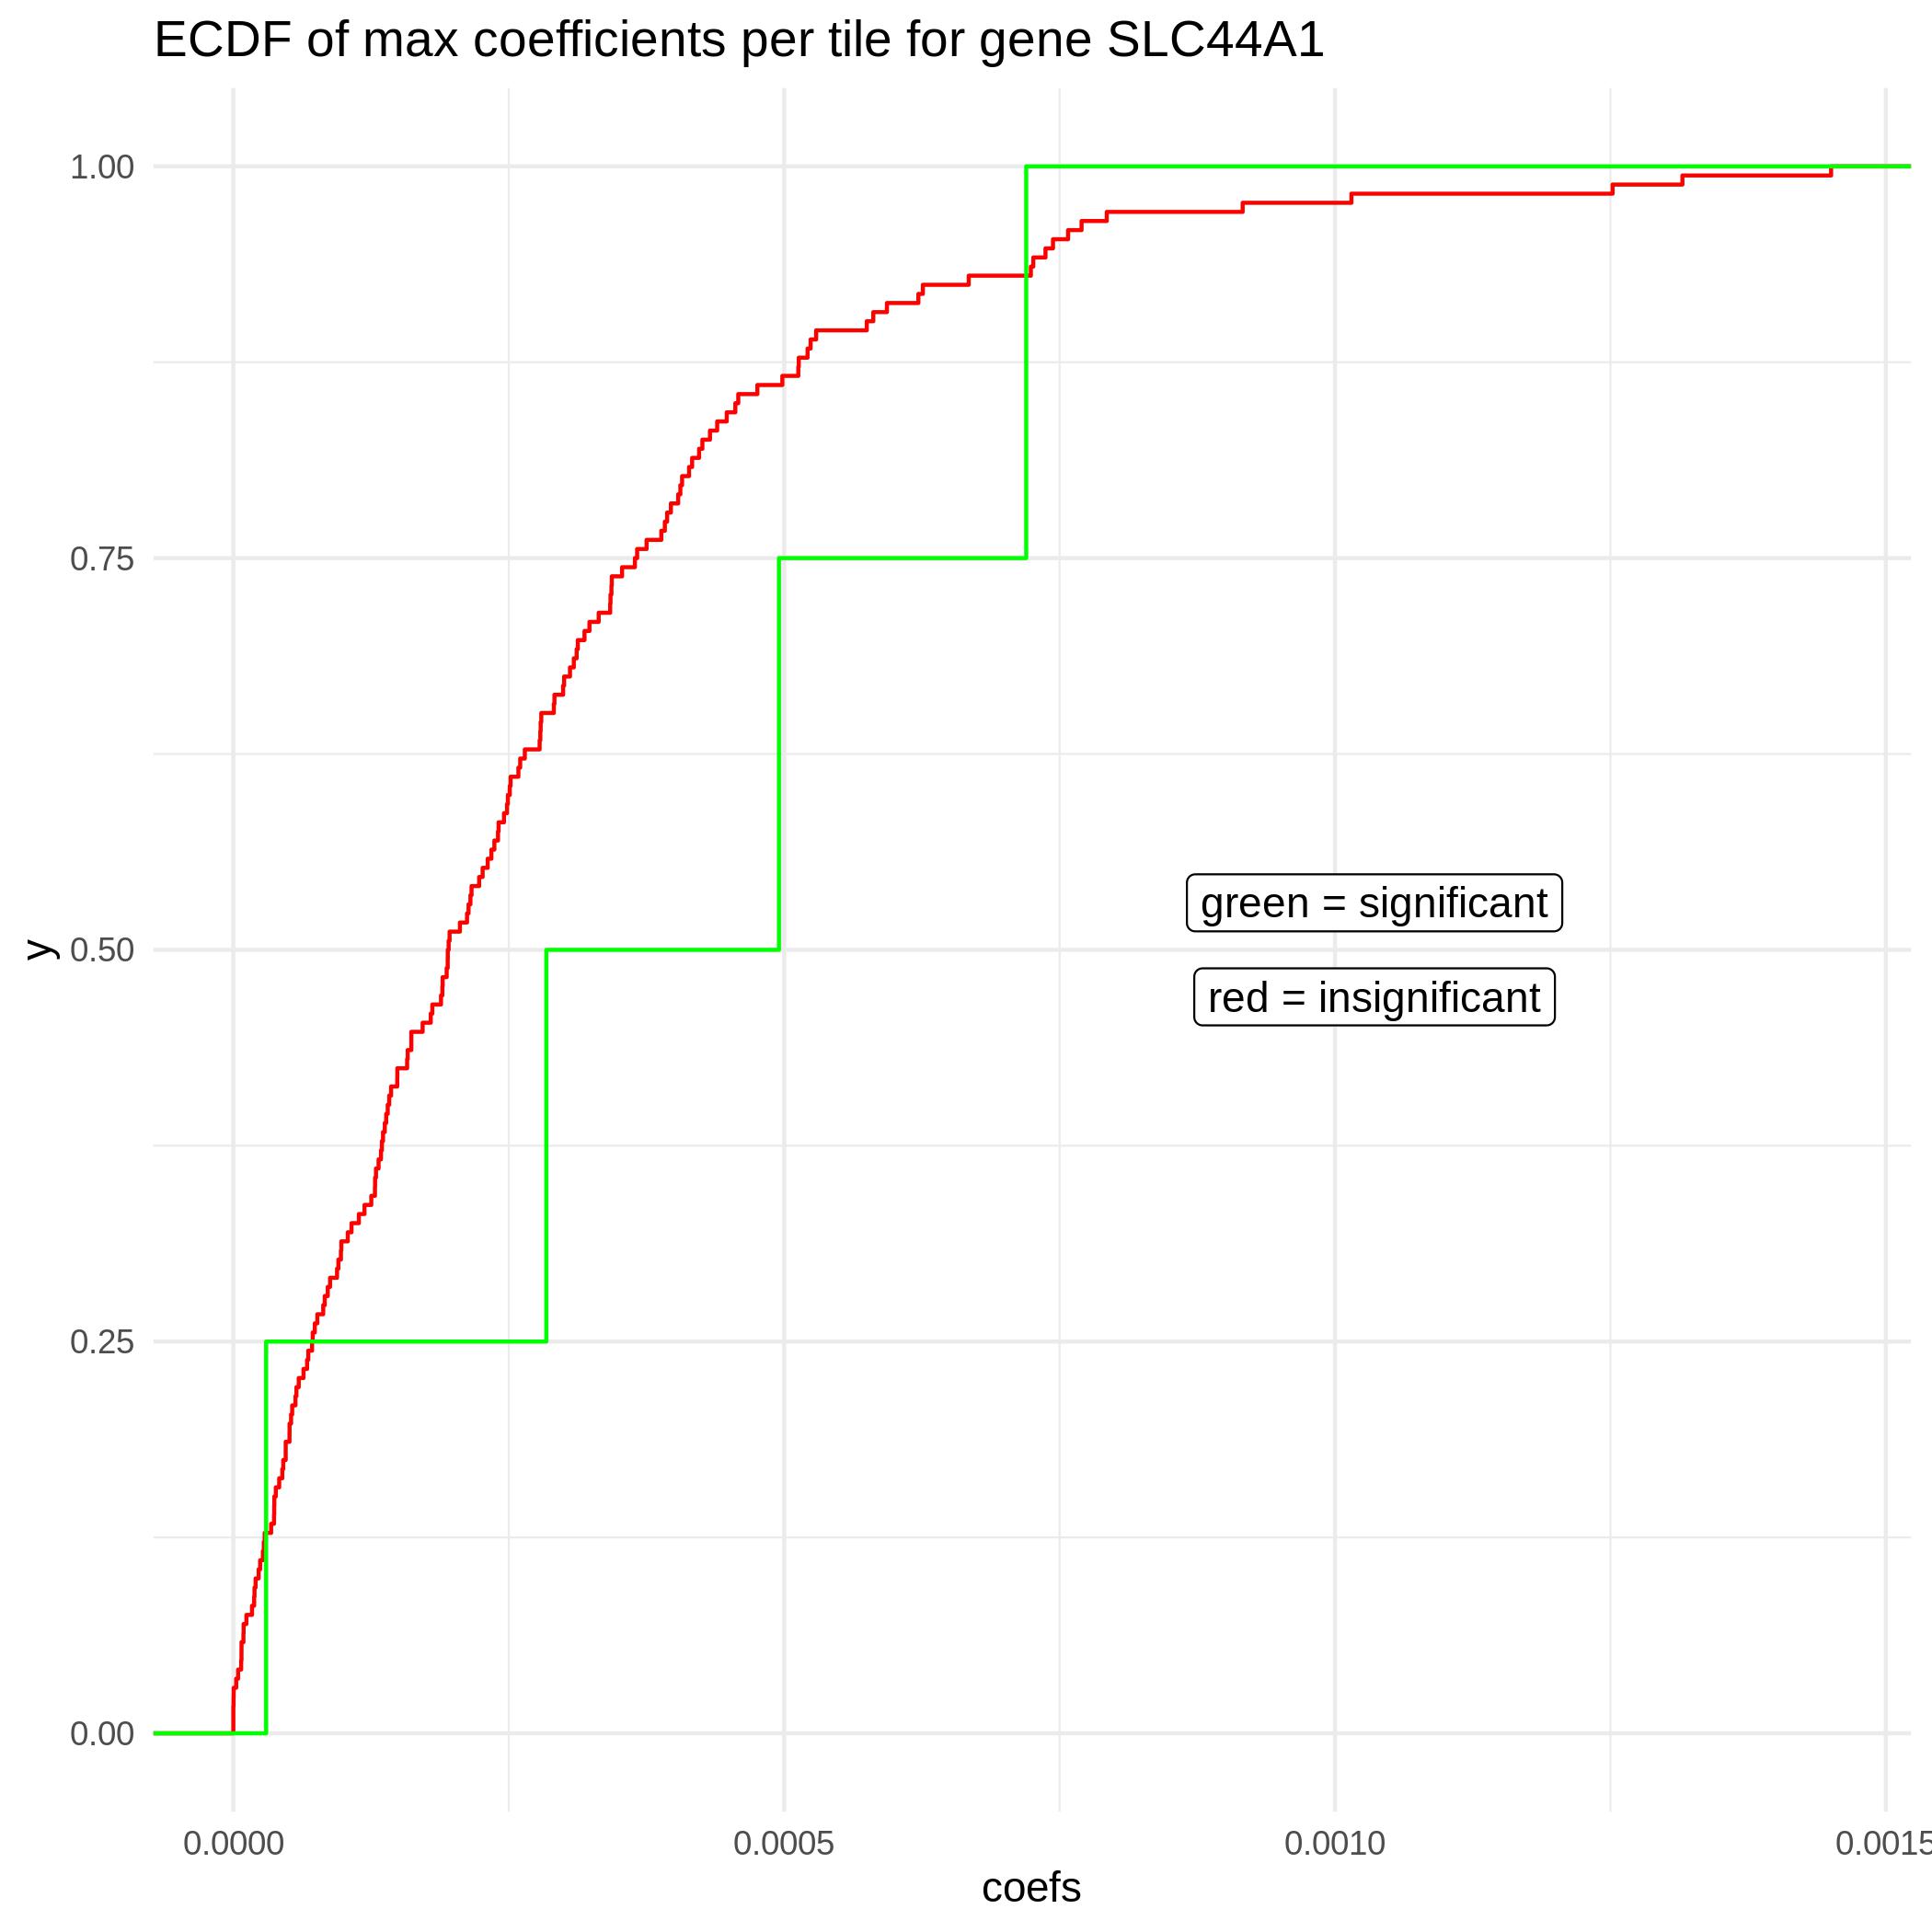 ECDF of max coefficients per tile for gene SLC44A1
y
1.00
0.75
0.50
0.25
0.00
green = significant
red = insignificant
0.0000
0.0005
0.0010
0.0015
coefs